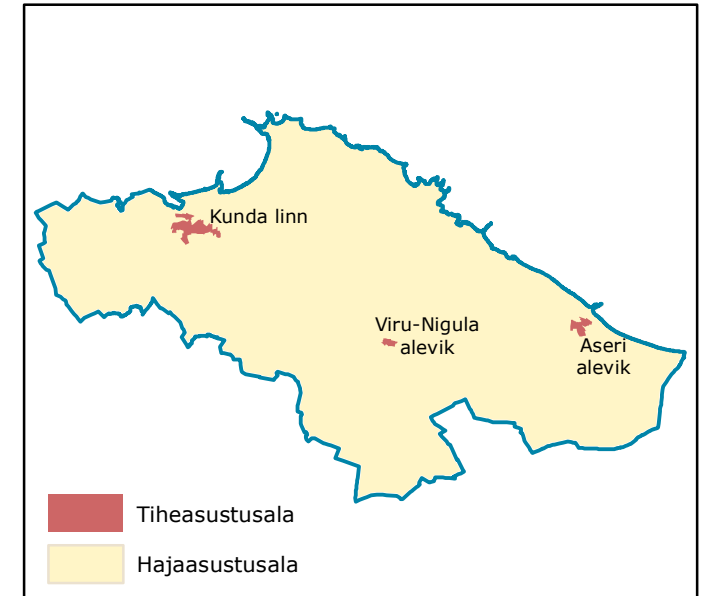 Kunda linn
Viru-Nigula
alevik
Aseri
alevik
Tiheasustusala
Hajaasustusala